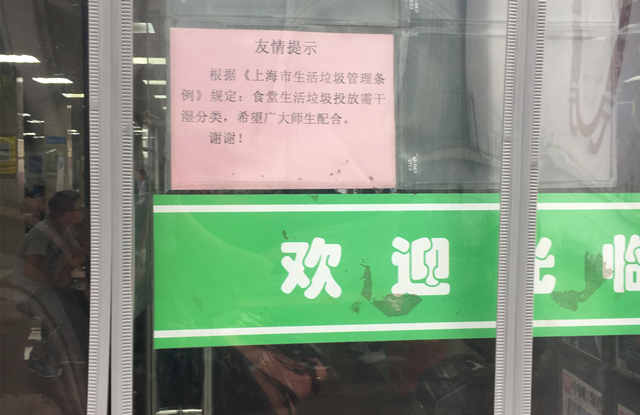 友情提示
根据《上海市生活垃圾管理条
例》规定：食堂生活垃圾投放需干
湿分类，希望广大师生配合。
谢谢！
欢迎光临